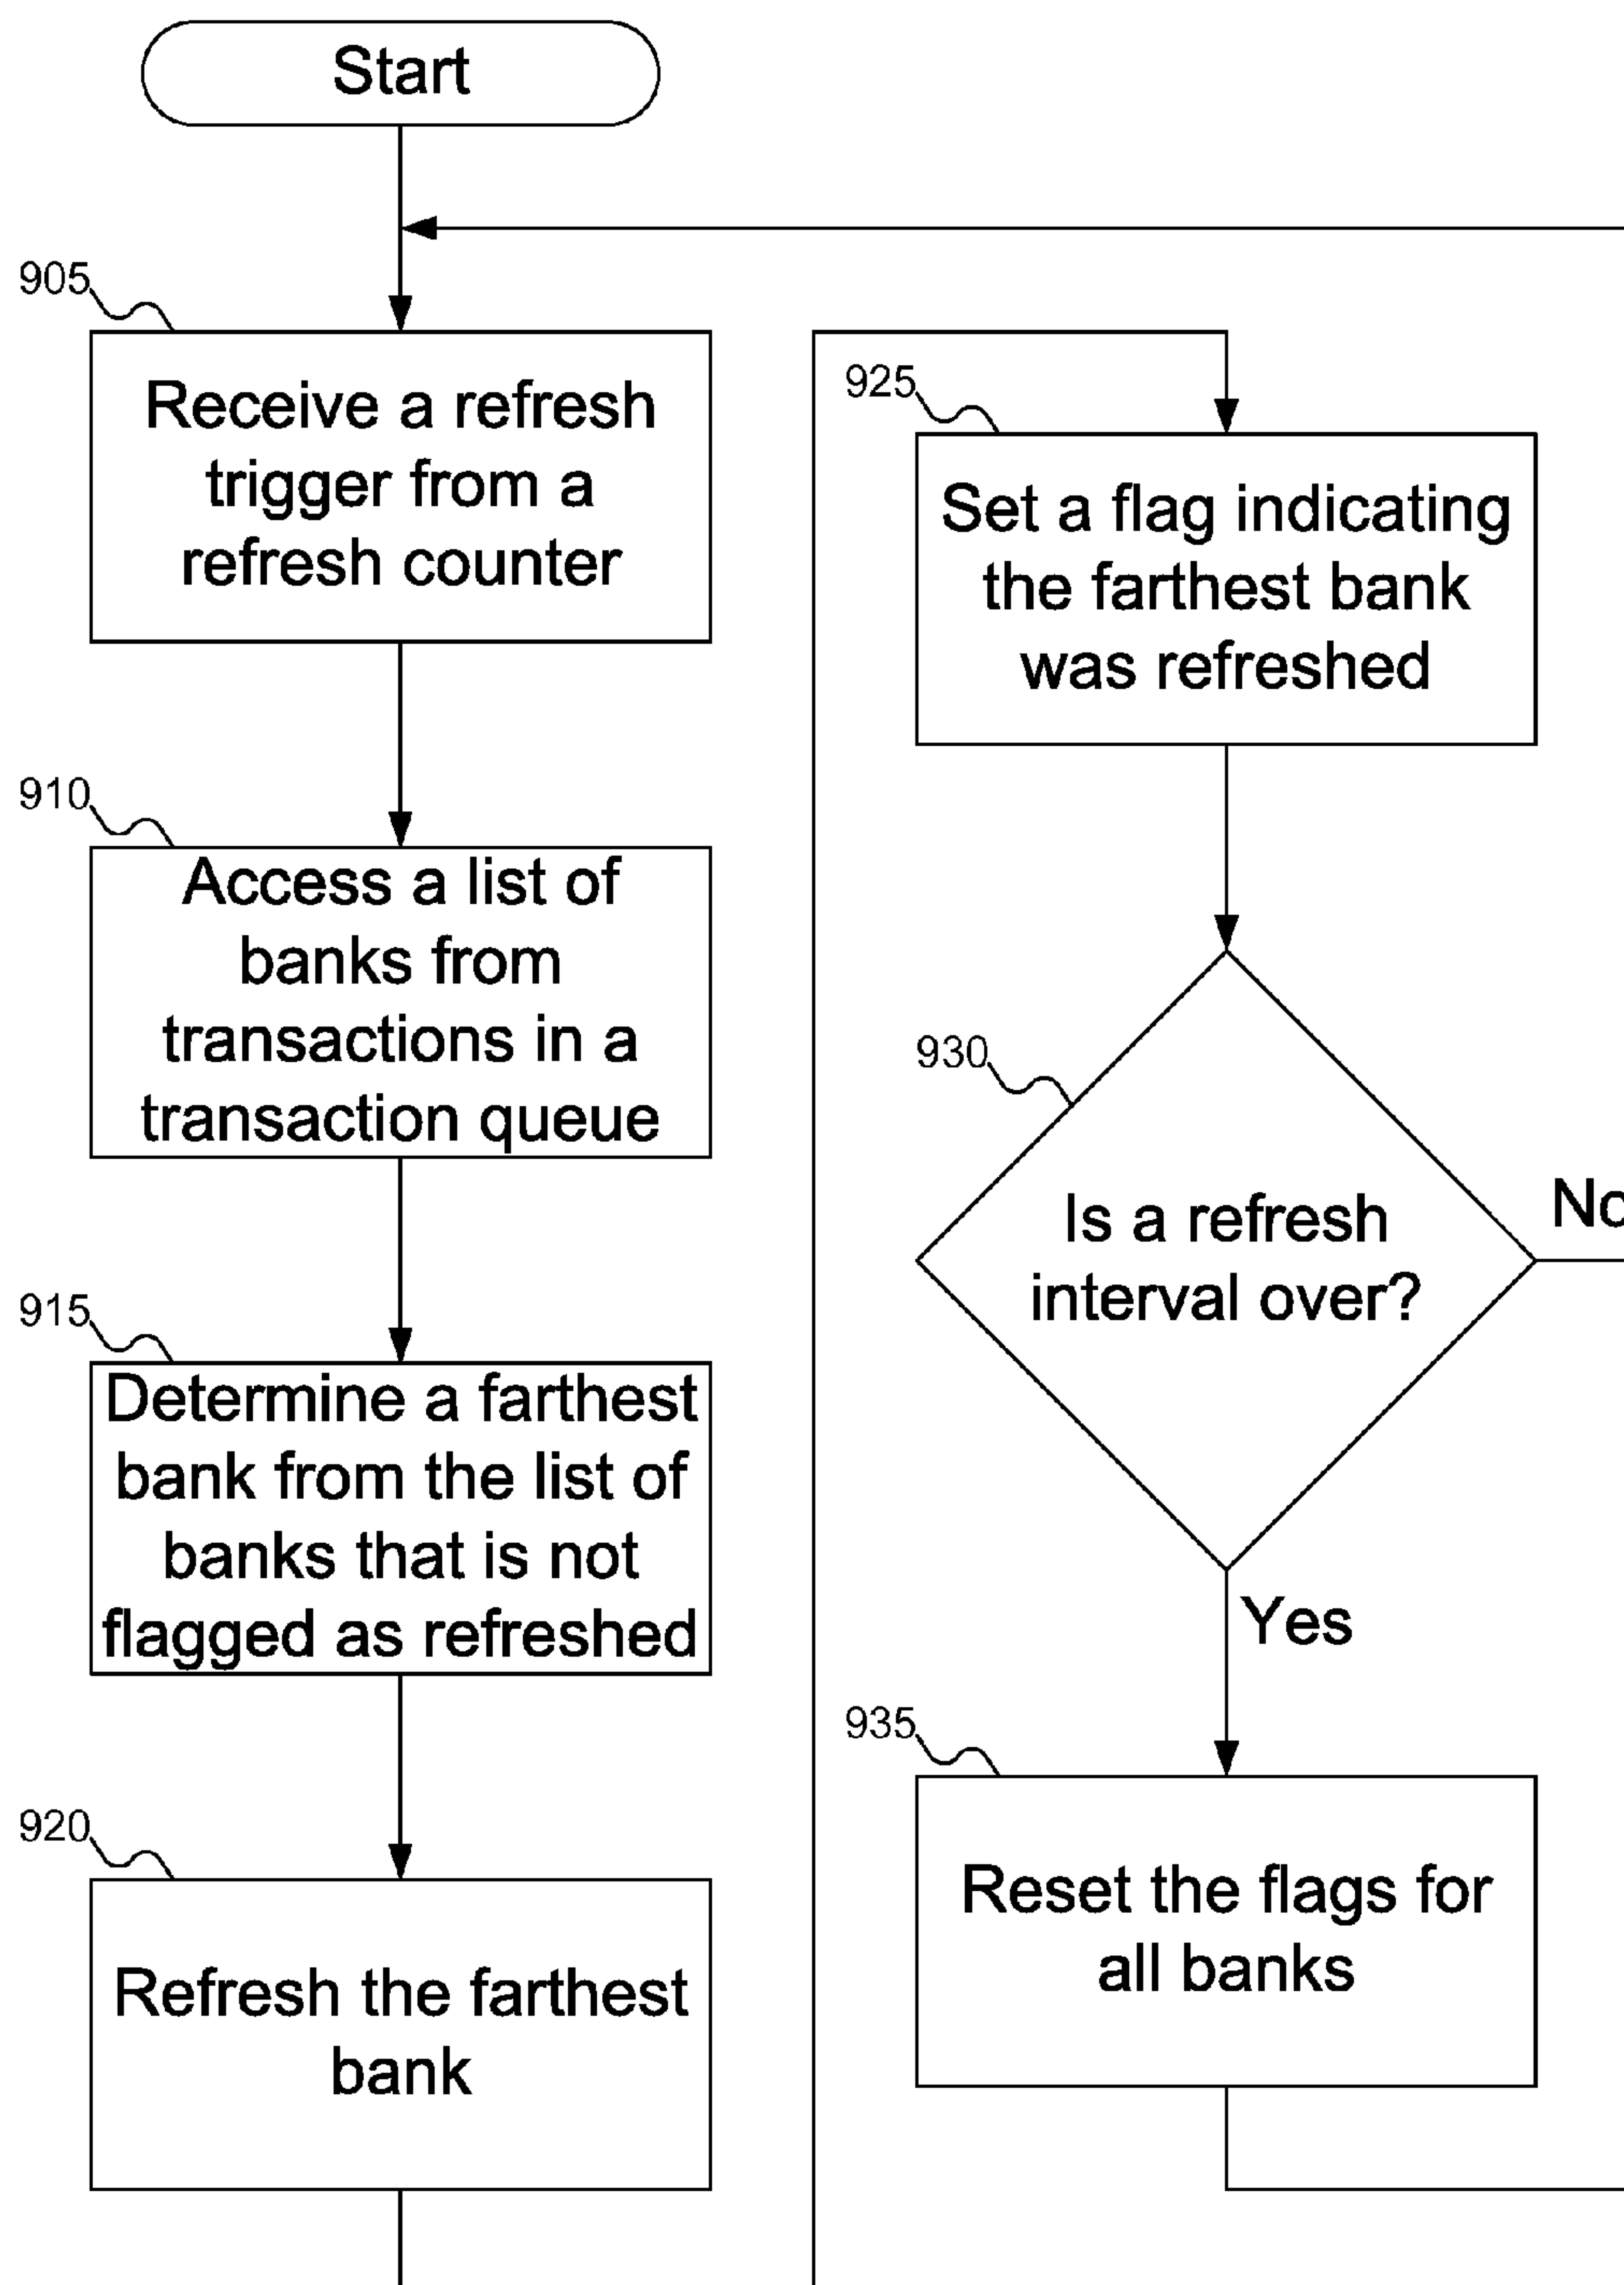 Start
905
Receive a refresh
trigger from a
refresh counter
910
Access a list of
banks from
transactions in a
transaction queue
915
Determine a farthest
bank from the list of
banks that is not
flagged as refreshed
920
Refresh the farthest
bank
925
Set a flag indicating
the farthest bank
was refreshed
930
Is a refresh
interval over?
No
Yes
935
Reset the flags for
all banks